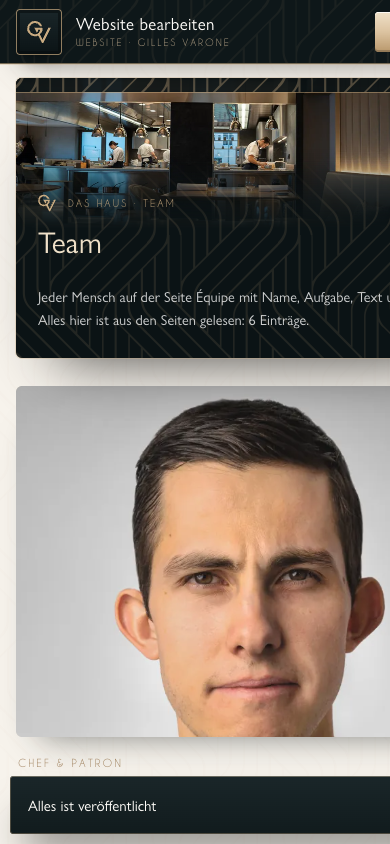 GV
Website bearbeiten
WEBSITE · GILLES VARONE
GV DAS HAUS · TEAM
Team
Jeder Mensch auf der Seite Équipe mit Name, Aufgabe, Text
Alles hier ist aus den Seiten gelesen: 6 Einträge.
CHEF & PATRON
Alles ist veröffentlicht